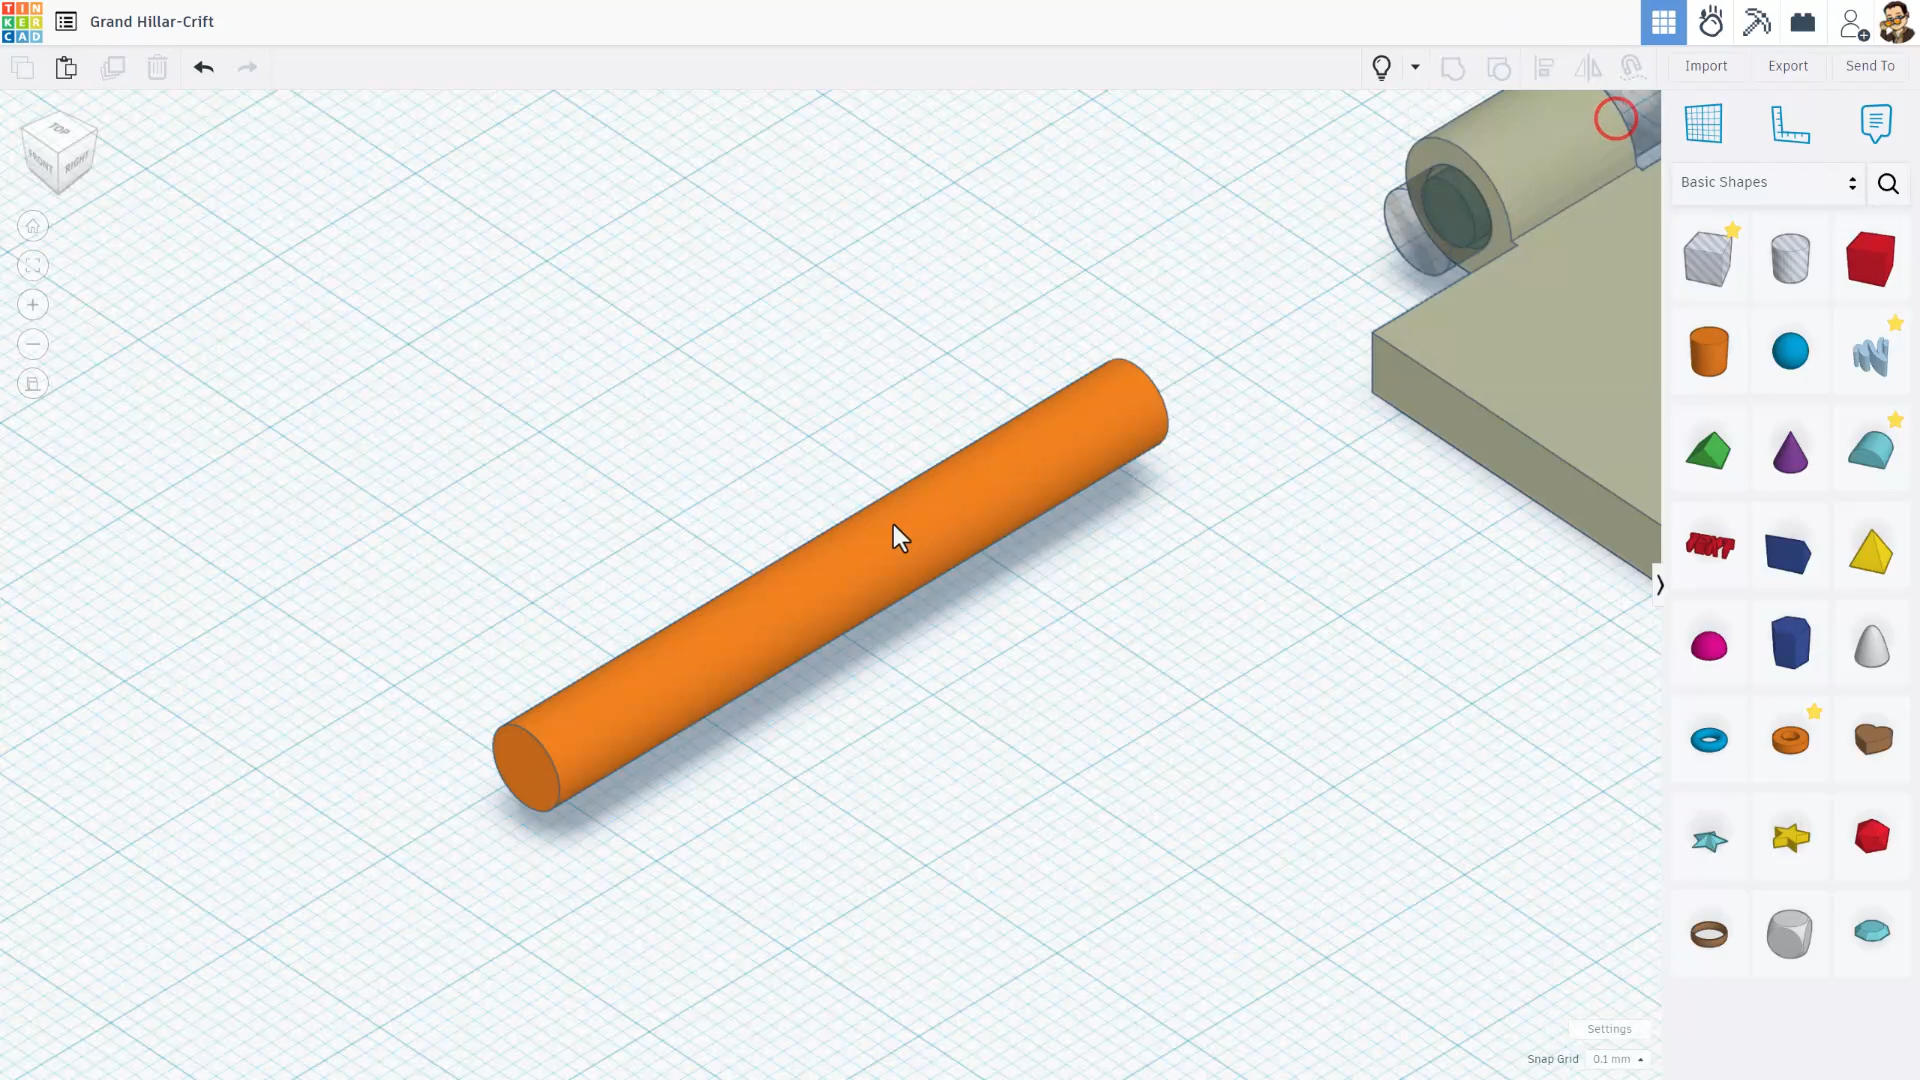 TIN
KER
CAD
Grand Hillar-Crift
Import
Export
Send To
TOP
FRONT
RIGHT
Basic Shapes
TEXT
Settings
Snap Grid 0.1 mm